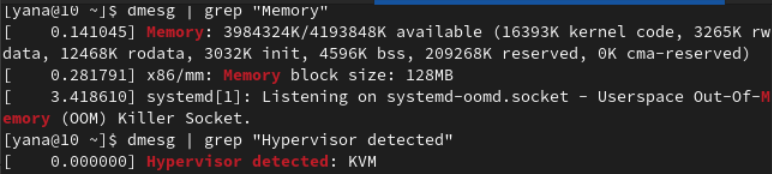 [yana@10 ~]$ dmesg | grep "Memory"
[    0.141045] Memory: 3984324K/4193848K available (16393K kernel code, 3265K rw
data, 12468K rodata, 3032K init, 4596K bss, 209268K reserved, 0K cma-reserved)
[    0.281791] x86/mm: Memory block size: 128MB
[    3.418610] systemd[1]: Listening on systemd-oomd.socket - Userspace Out-Of-M
emory (OOM) Killer Socket.
[yana@10 ~]$ dmesg | grep "Hypervisor detected"
[    0.000000] Hypervisor detected: KVM